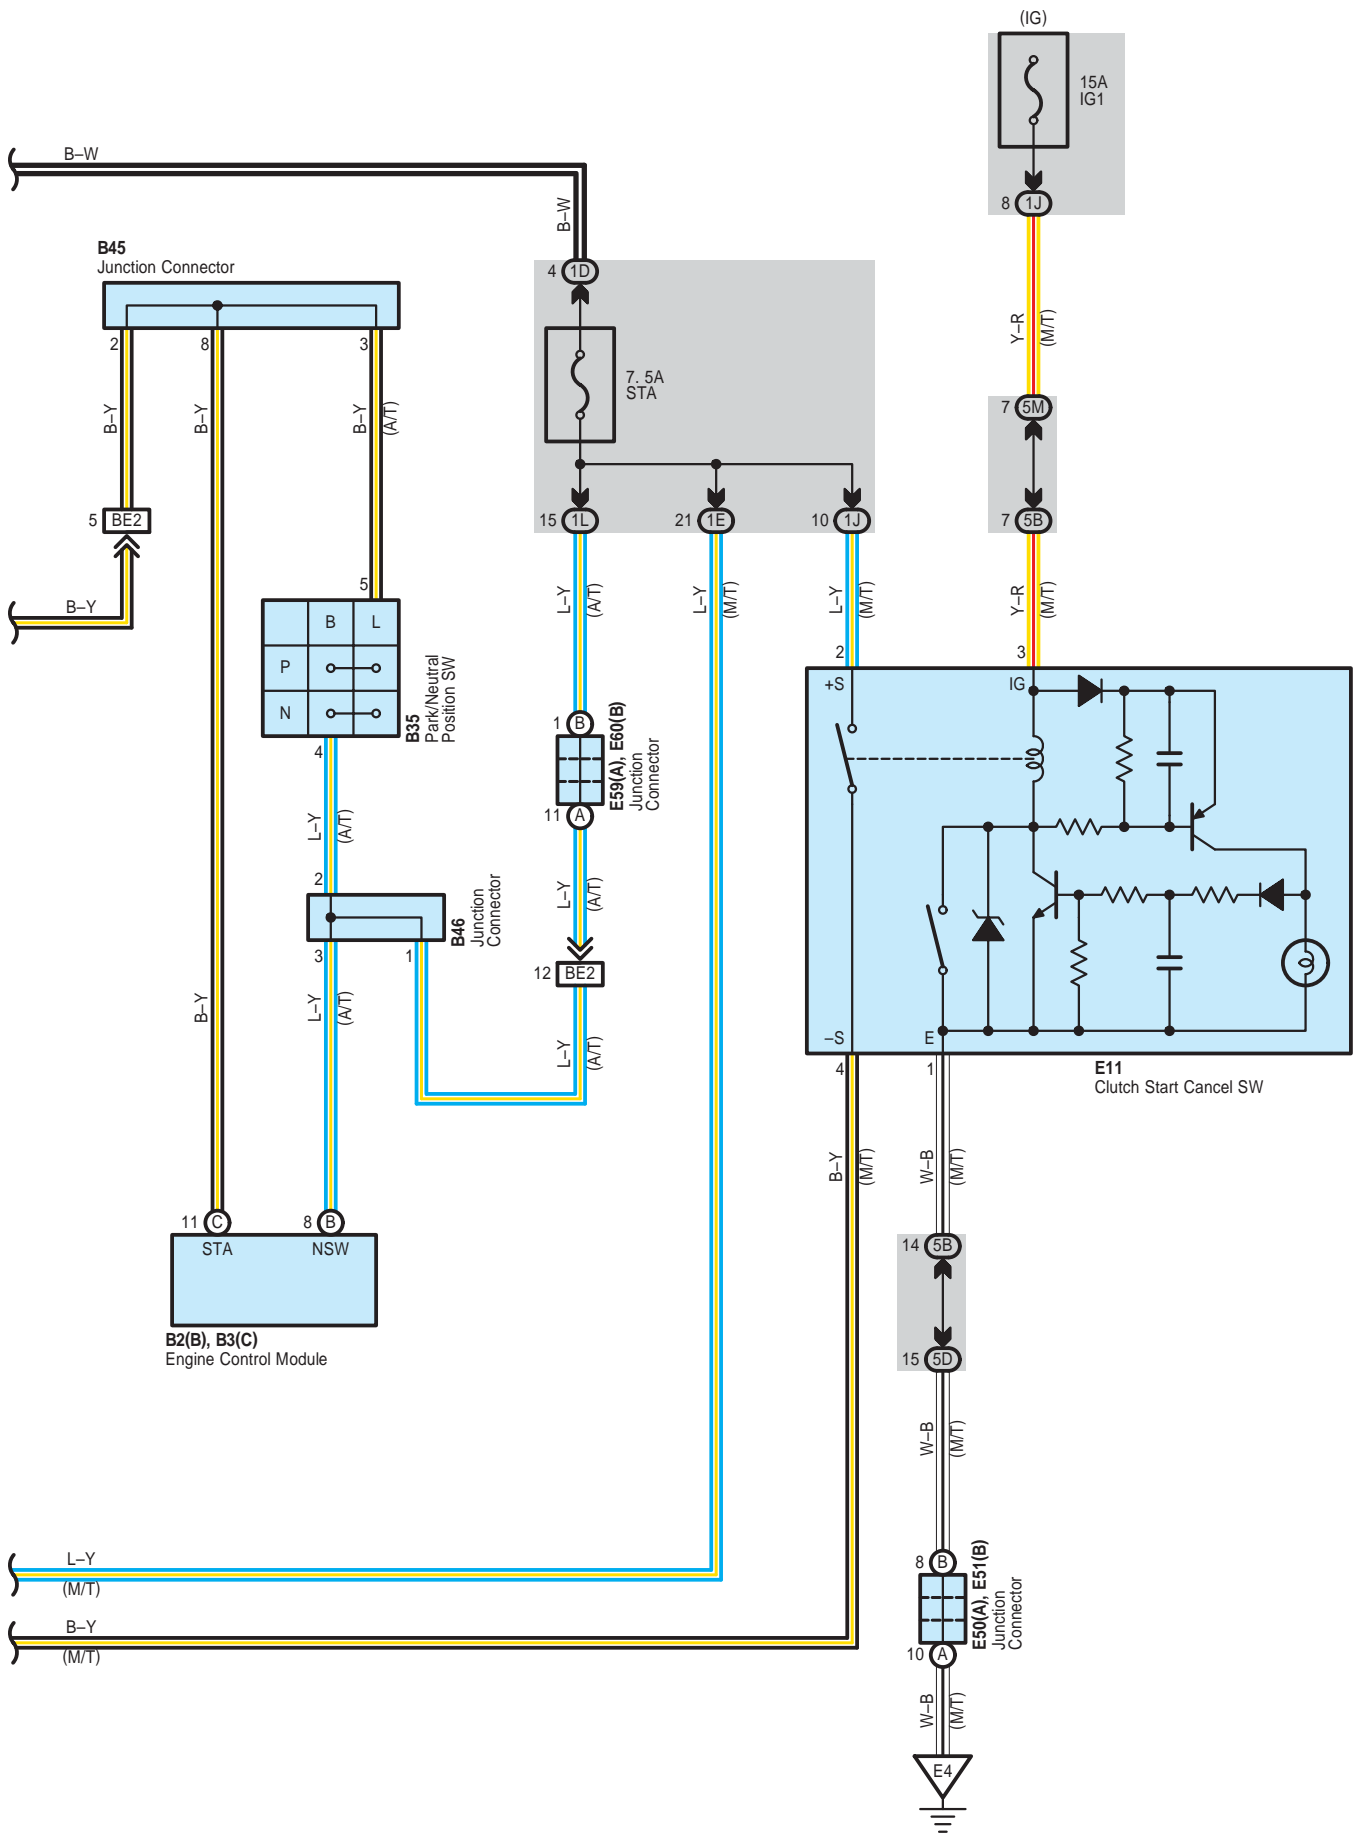 (IG)
15A
IG1
8 1J
B–W
B–W
B45
Junction Connector
4 1D
2 8 3
7. 5A
STA
Y–R (M/T)
7 5M
B–Y
B–Y
B–Y (A/T)
5 BE2
15 1L
21 1E
10 1J
7 5B
B–Y
5
B L
P
N
B35
Park/Neutral
Position SW
4
L–Y (A/T)
L–Y (M/T)
L–Y (M/T)
Y–R (M/T)
2
3
+S
IG
1 B
E59(A), E60(B)
Junction
Connector
11 A
L–Y (A/T)
2
B46
Junction
Connector
3
1
L–Y (A/T)
12 BE2
B–Y
L–Y (A/T)
L–Y (A/T)
–S
E
4
1
E11
Clutch Start Cancel SW
B–Y (M/T)
W–B (M/T)
11 C
8 B
STA
NSW
B2(B), B3(C)
Engine Control Module
14 5B
15 5D
W–B (M/T)
L–Y
(M/T)
8 B
E50(A), E51(B)
Junction
Connector
10 A
B–Y
(M/T)
W–B (M/T)
E4